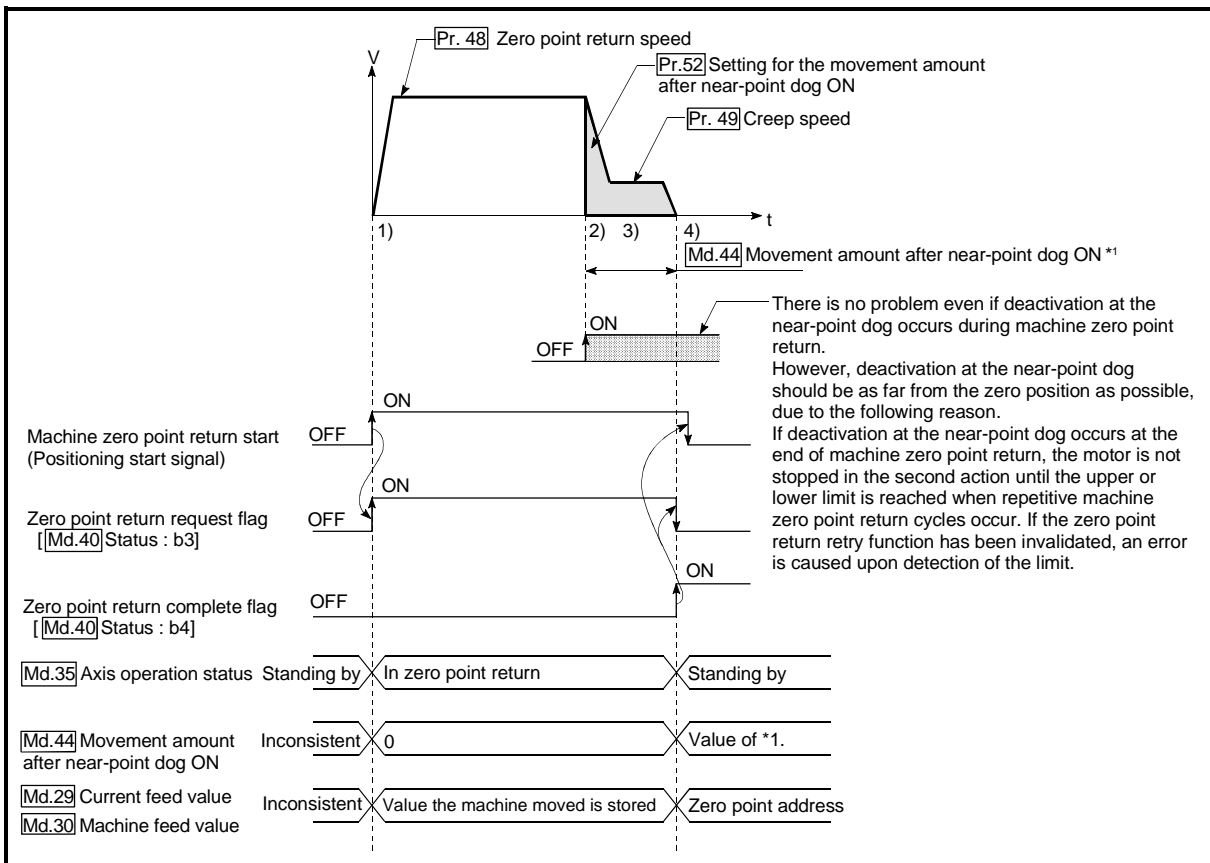 Pr. 48 Zero point return speed
V
Pr.52 Setting for the movement amount
after near-point dog ON
Pr. 49 Creep speed
t
1) 2) 3) 4)
Md.44 Movement amount after near-point dog ON *1
There is no problem even if deactivation at the
near-point dog occurs during machine zero point
return.
However, deactivation at the near-point dog
should be as far from the zero position as possible,
due to the following reason.
If deactivation at the near-point dog occurs at the
end of machine zero point return, the motor is not
stopped in the second action until the upper or
lower limit is reached when repetitive machine
zero point return cycles occur. If the zero point
return retry function has been invalidated, an error
is caused upon detection of the limit.
ON
OFF
ON
Machine zero point return start OFF
(Positioning start signal)
ON
Zero point return request flag OFF
[ Md.40 Status : b3]
ON
Zero point return complete flag OFF
[ Md.40 Status : b4]
Md.35 Axis operation status Standing by In zero point return Standing by
Md.44 Movement amount Inconsistent 0 Value of *1.
after near-point dog ON
Md.29 Current feed value
Inconsistent Value the machine moved is stored Zero point address
Md.30 Machine feed value